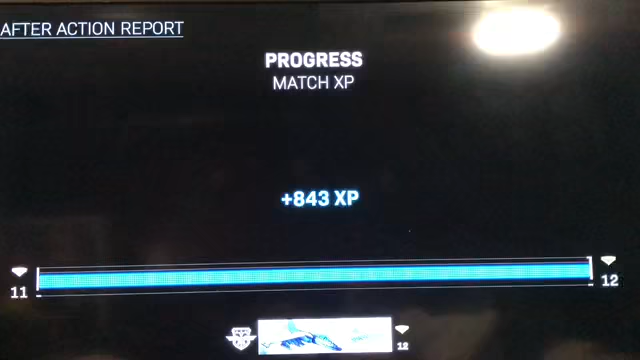 AFTER ACTION REPORT
PROGRESS
MATCH XP
+843 XP
11
12
12